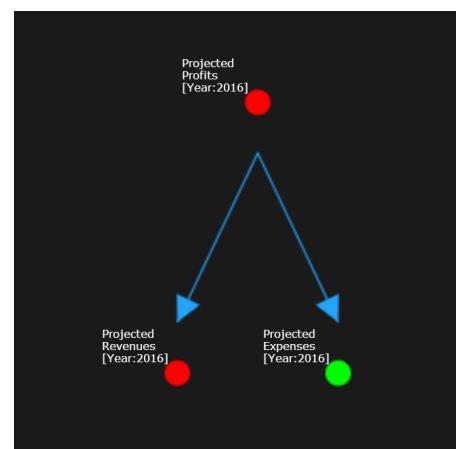 Projected
Profits
[Year:2016]
Projected
Revenues
[Year:2016]
Projected
Expenses
[Year:2016]